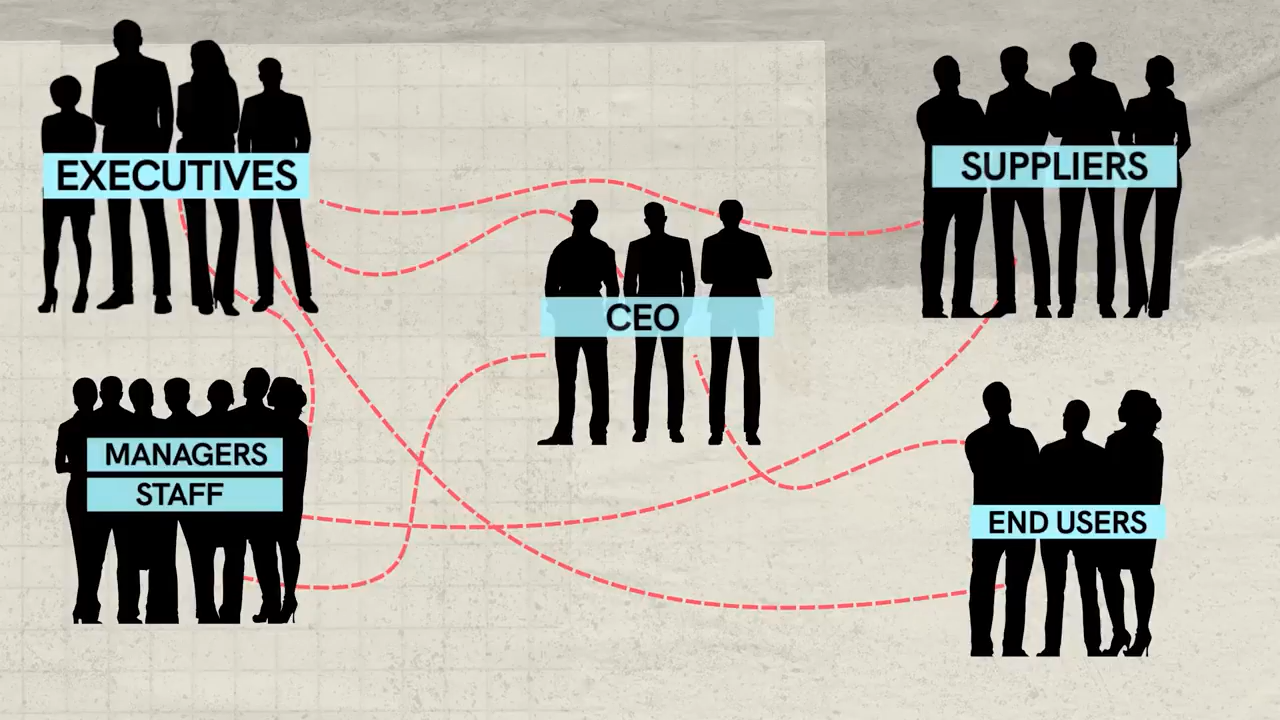 EXECUTIVES
SUPPLIERS
CEO
MANAGERS
STAFF
END USERS